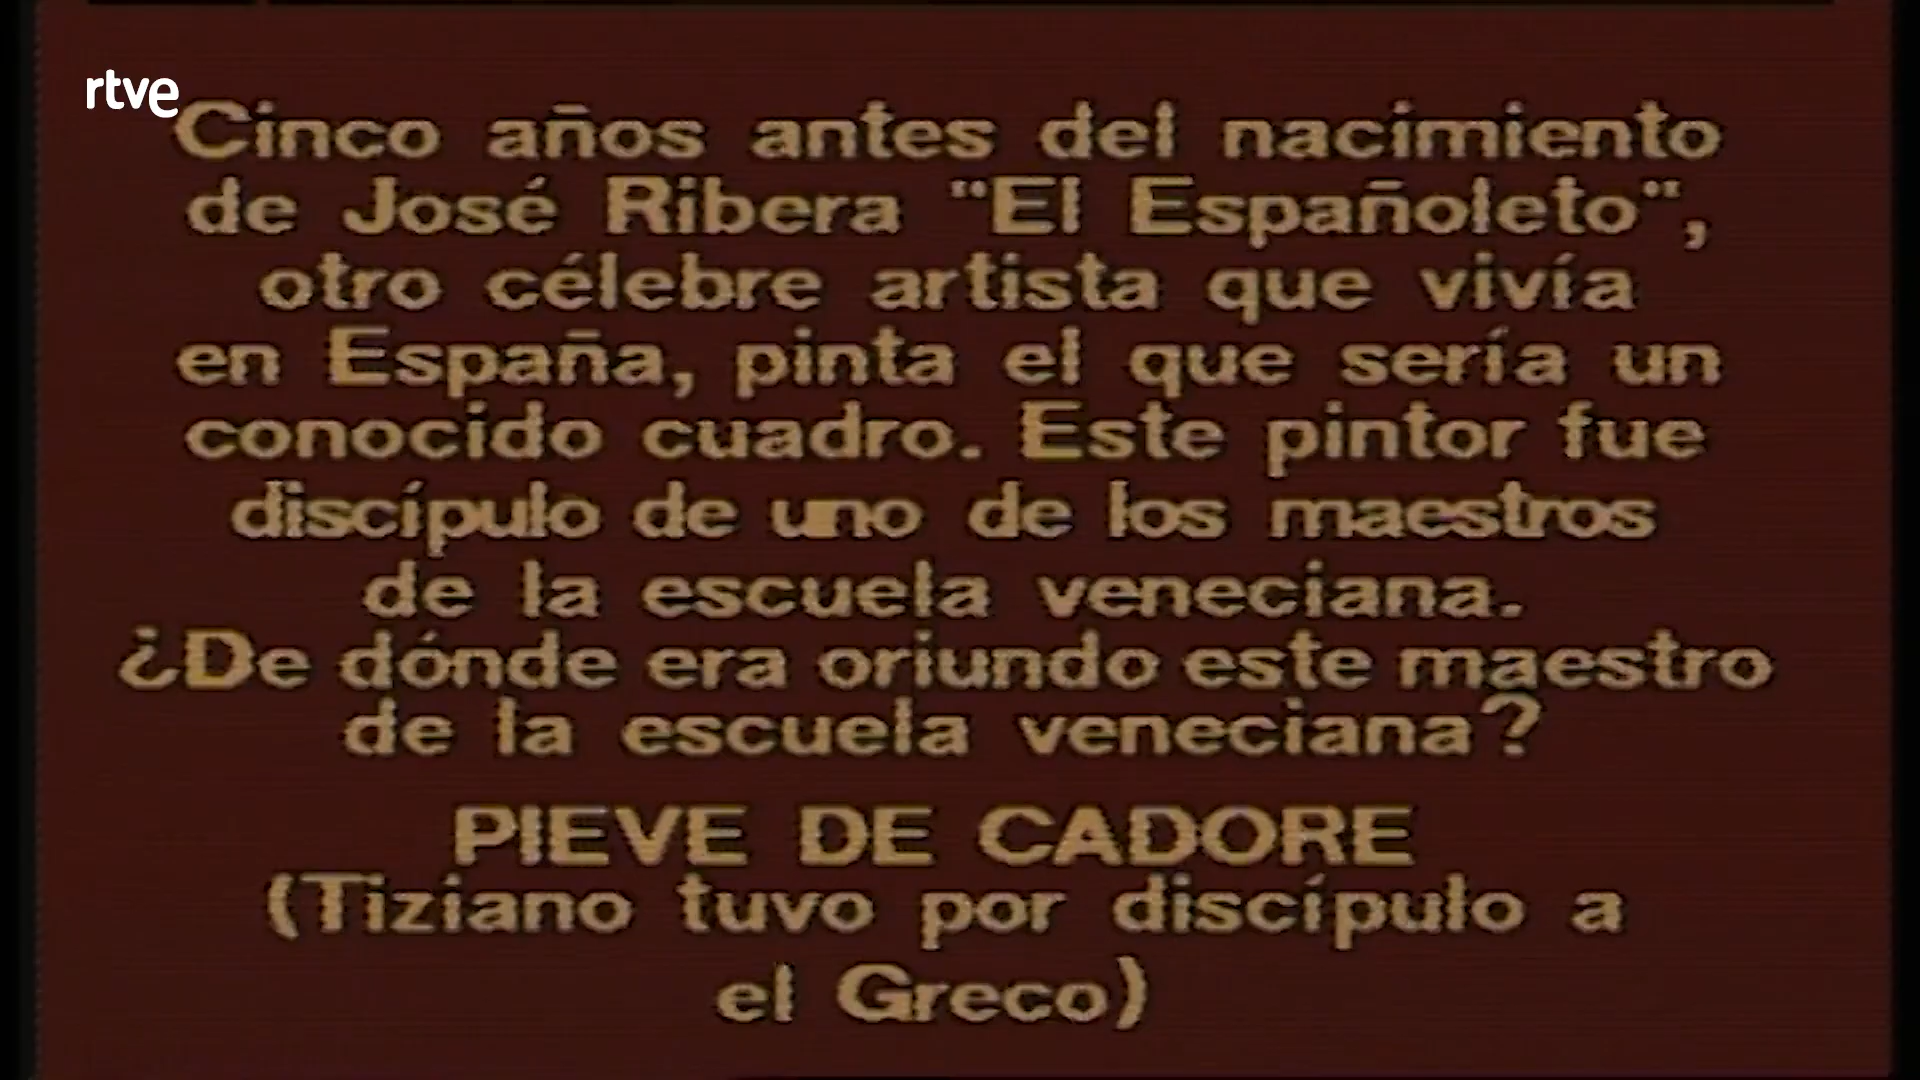 rtve
Cinco años antes del nacimiento
de José Ribera "El Españoleto",
otro célebre artista que vivía
en España, pinta el que sería un
conocido cuadro. Este pintor fue
discípulo de uno de los maestros
de la escuela veneciana.
¿De dónde era oriundo este maestro
de la escuela veneciana?
PIEVE DE CADORE
(Tiziano tuvo por discípulo a
el Greco)